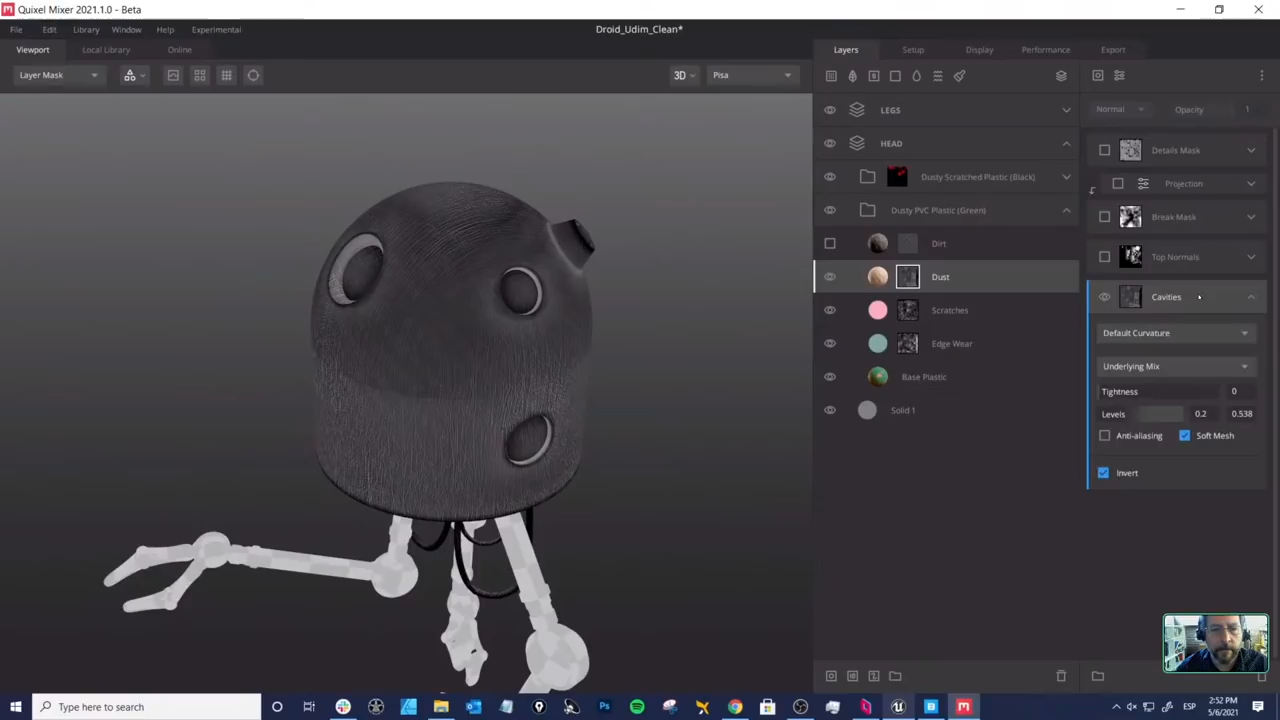 Quixel Mixer 2021.1.0 - Beta
File Edit Library Window Help Experimental
Droid_Udim_Clean*
Viewport Local Library Online
Layers Setup Display Performance Export
Layer Mask
3D Pisa
Normal Opacity 1
LEGS
HEAD
Dusty Scratched Plastic (Black)
Dusty PVC Plastic (Green)
Dirt
Dust
Scratches
Edge Wear
Base Plastic
Solid 1
Details Mask
Projection
Break Mask
Top Normals
Cavities
Default Curvature
Underlying Mix
Tightness 0
Levels 0.2 0.538
Anti-aliasing Soft Mesh
Invert
Type here to search
ESP
2:52 PM
5/6/2021